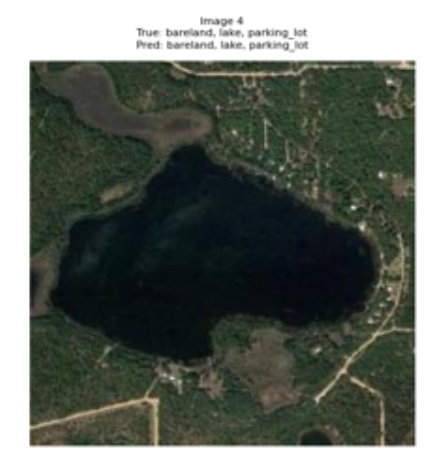 Image 4
True: bareland, lake, parking_lot
Pred: bareland, lake, parking_lot